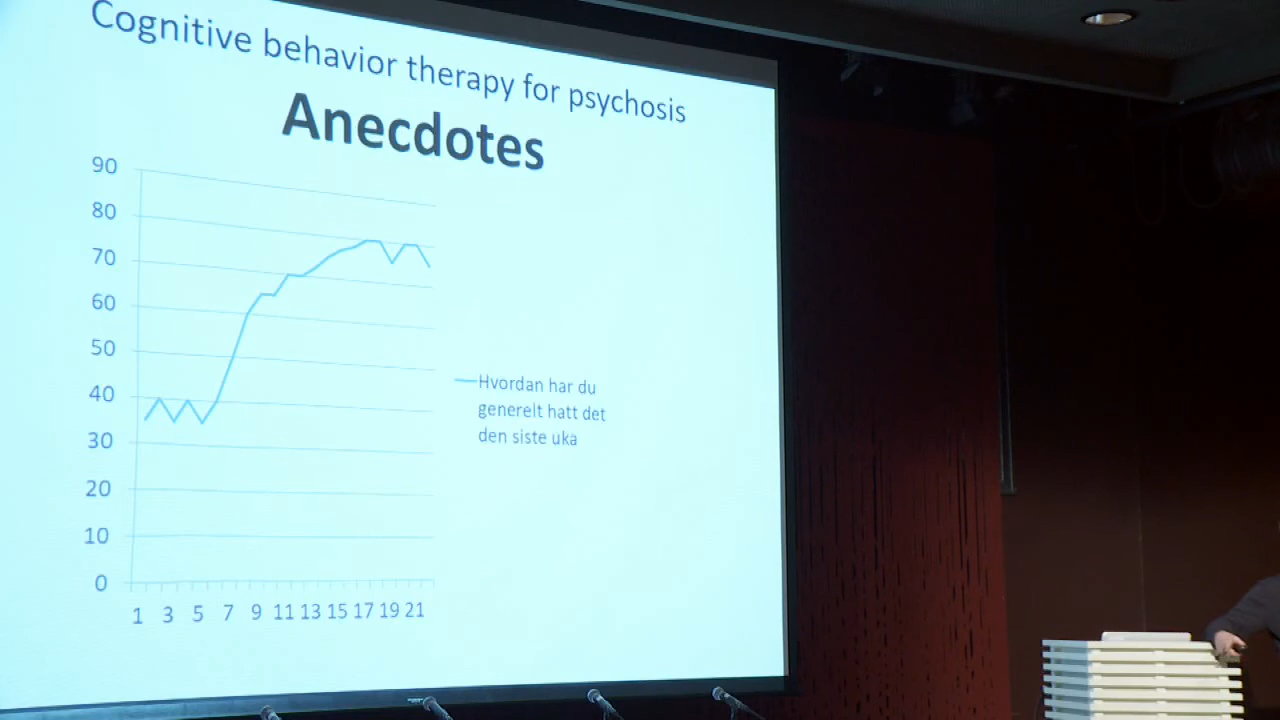 Cognitive behavior therapy for psychosis
Anecdotes
90
80
70
60
50
40
30
20
10
0
1 3 5 7 9 11 13 15 17 19 21
Hvordan har du
generelt hatt det
den siste uka